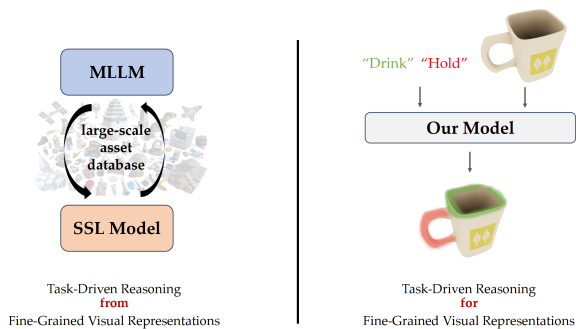 MLLM
large-scale
asset
database
SSL Model
Task-Driven Reasoning
from
Fine-Grained Visual Representations
“Drink” “Hold”
Our Model
Task-Driven Reasoning
for
Fine-Grained Visual Representations